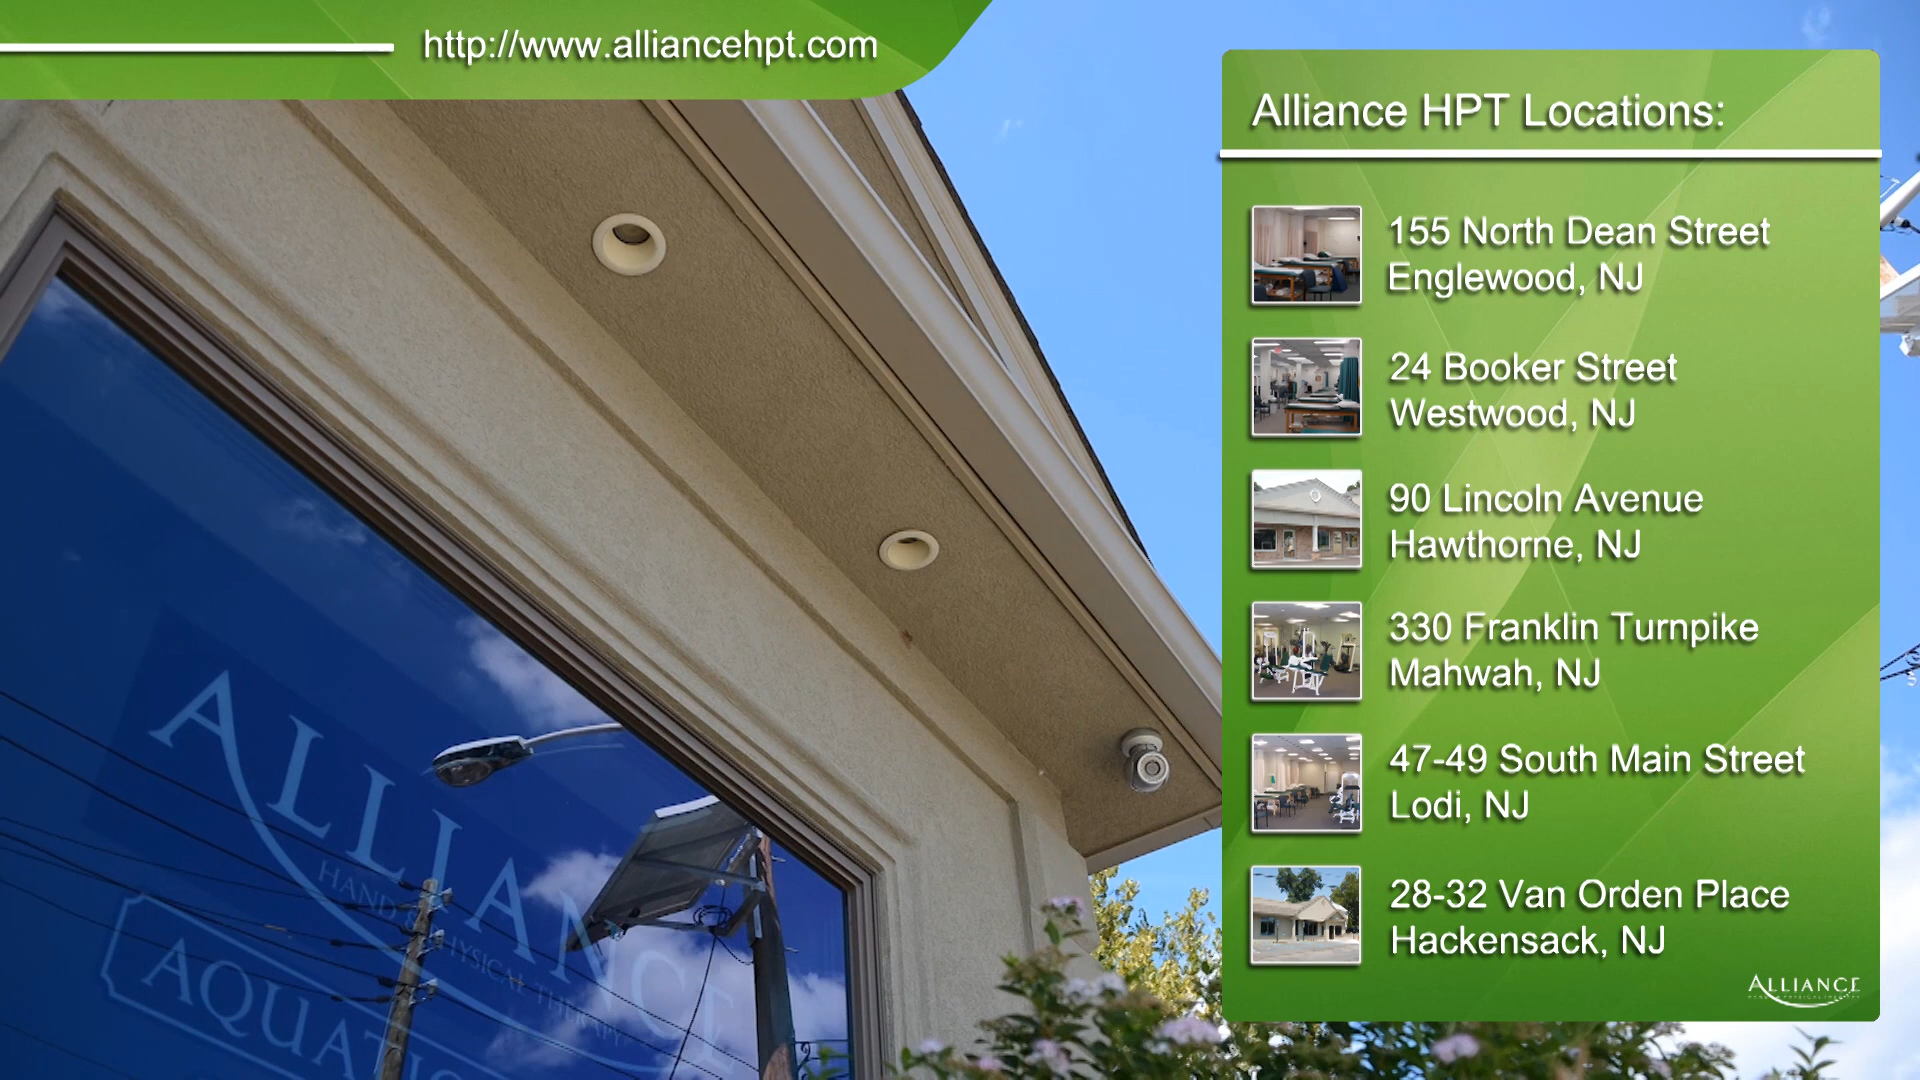 http://www.alliancehpt.com
Alliance HPT Locations:
155 North Dean Street
Englewood, NJ
24 Booker Street
Westwood, NJ
90 Lincoln Avenue
Hawthorne, NJ
330 Franklin Turnpike
Mahwah, NJ
47-49 South Main Street
Lodi, NJ
28-32 Van Orden Place
Hackensack, NJ
ALLIANCE
ALLIANCE
HAND & PHYSICAL THERAPY